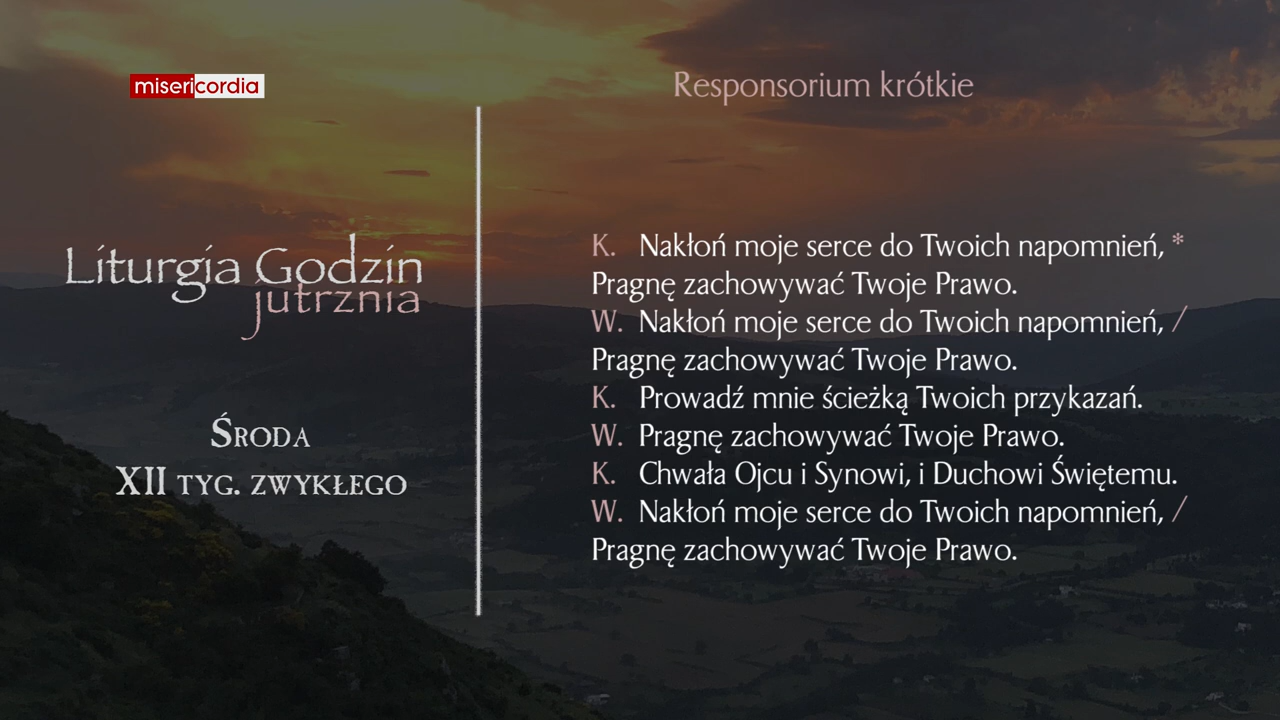 misericordia
Responsorium krótkie
Liturgia Godzin
jutrznia
Środa
XII tyg. zwykłego
K. Nakłoń moje serce do Twoich napomnień, *
Pragnę zachowywać Twoje Prawo.
W. Nakłoń moje serce do Twoich napomnień, /
Pragnę zachowywać Twoje Prawo.
K. Prowadź mnie ścieżką Twoich przykazań.
W. Pragnę zachowywać Twoje Prawo.
K. Chwała Ojcu i Synowi, i Duchowi Świętemu.
W. Nakłoń moje serce do Twoich napomnień, /
Pragnę zachowywać Twoje Prawo.